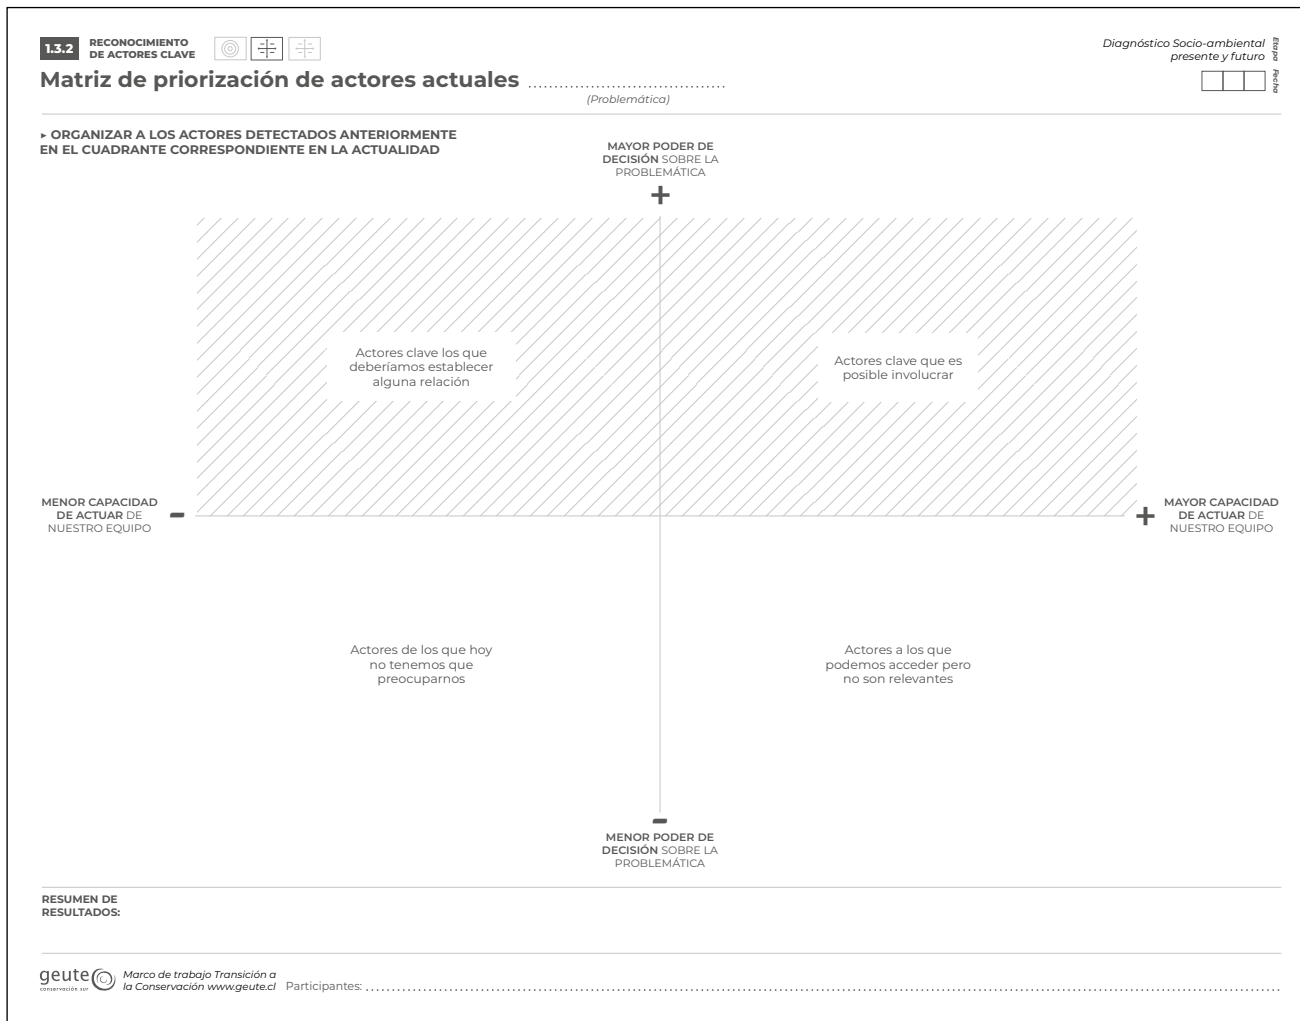 1.3.2
RECONOCIMIENTO
DE ACTORES CLAVE
Diagnóstico Socio-ambiental
presente y futuro
Etapa
Fecha
Matriz de priorización de actores actuales
(Problemática)
▸ ORGANIZAR A LOS ACTORES DETECTADOS ANTERIORMENTE
EN EL CUADRANTE CORRESPONDIENTE EN LA ACTUALIDAD
MAYOR PODER DE
DECISIÓN SOBRE LA
PROBLEMÁTICA
+
Actores clave los que
deberíamos establecer
alguna relación
Actores clave que es
posible involucrar
MENOR CAPACIDAD
DE ACTUAR DE
NUESTRO EQUIPO
-
+
MAYOR CAPACIDAD
DE ACTUAR DE
NUESTRO EQUIPO
Actores de los que hoy
no tenemos que
preocuparnos
Actores a los que
podemos acceder pero
no son relevantes
-
MENOR PODER DE
DECISIÓN SOBRE LA
PROBLEMÁTICA
RESUMEN DE
RESULTADOS:
geute
conservación sur
Marco de trabajo Transición a
la Conservación www.geute.cl
Participantes: